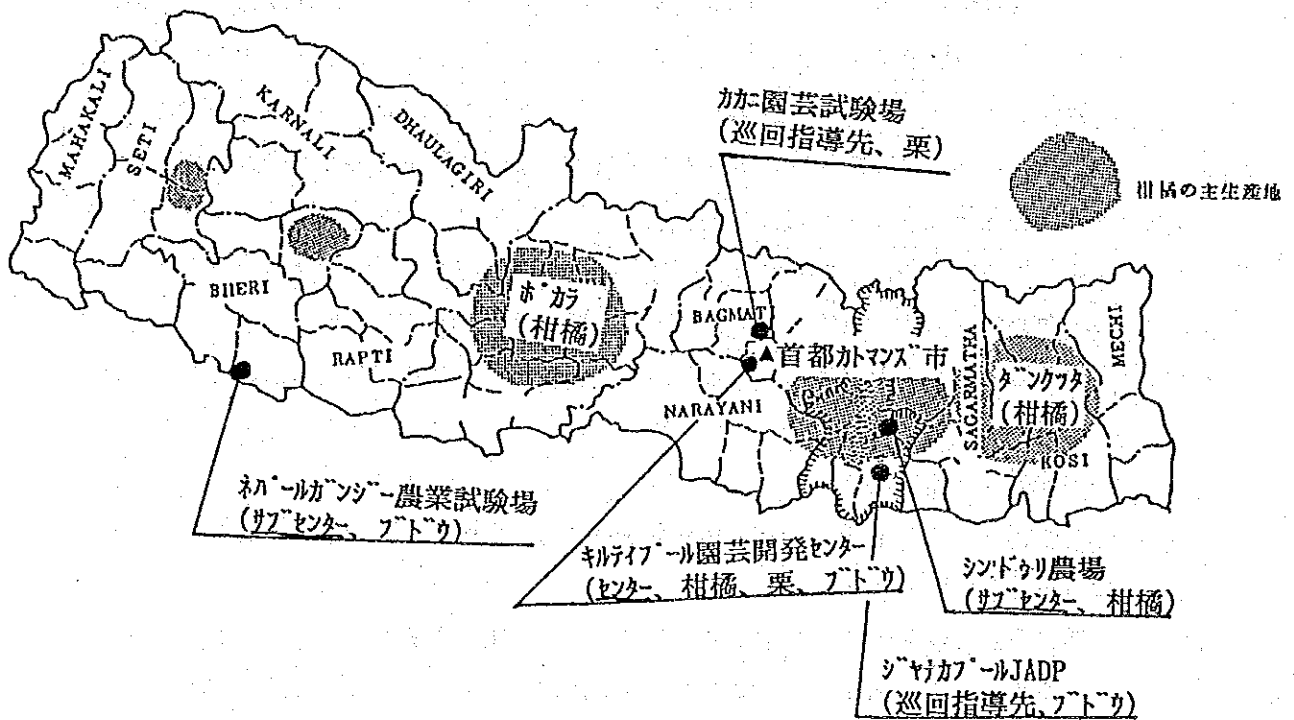 カカニ園芸試験場
(巡回指導先、栗)
柑橘の主生産地
MAHAKALI
SETI
KARNALI
DHAULAGIRI
BHERI
RAPTI
ポカラ
(柑橘)
BAGMAT
▲首都カトマンズ市
NARAYANI
SAGARMATHA
ダンクッタ
(柑橘)
MECHI
KOSI
ネパールガンジー農業試験場
(サブセンター、ブドウ)
キルティプール園芸開発センター
(センター、柑橘、栗、ブドウ)
シンドゥリ農場
(サブセンター、柑橘)
ジャナカプールJADP
(巡回指導先、ブドウ)